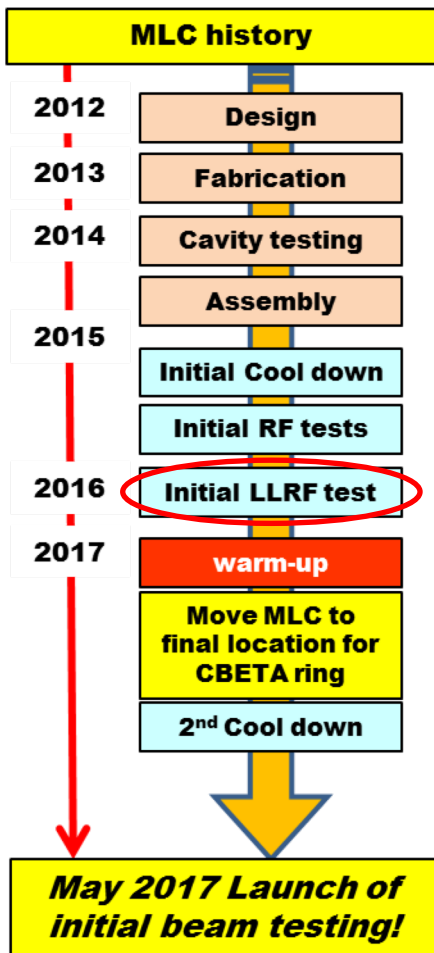 MLC history
2012
Design
2013
Fabrication
2014
Cavity testing
Assembly
2015
Initial Cool down
Initial RF tests
2016
Initial LLRF test
2017
warm-up
Move MLC to
final location for
CBETA ring
2nd Cool down
May 2017 Launch of
initial beam testing!